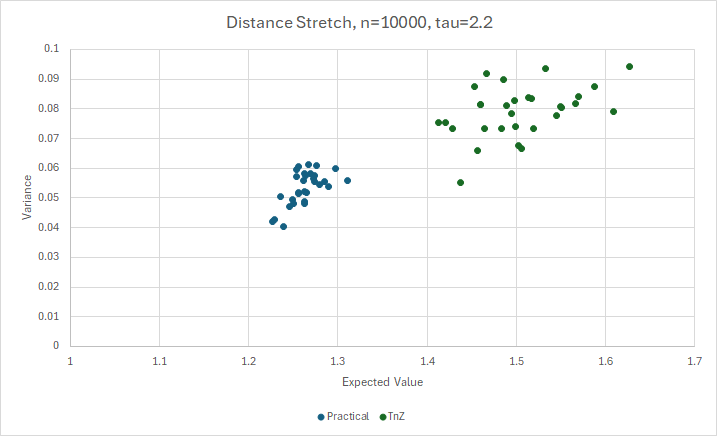 Distance Stretch, n=10000, tau=2.2
0.1
0.09
0.08
0.07
0.06
0.05
0.04
0.03
0.02
0.01
0
Variance
1 1.1 1.2 1.3 1.4 1.5 1.6 1.7
Expected Value
Practical TnZ